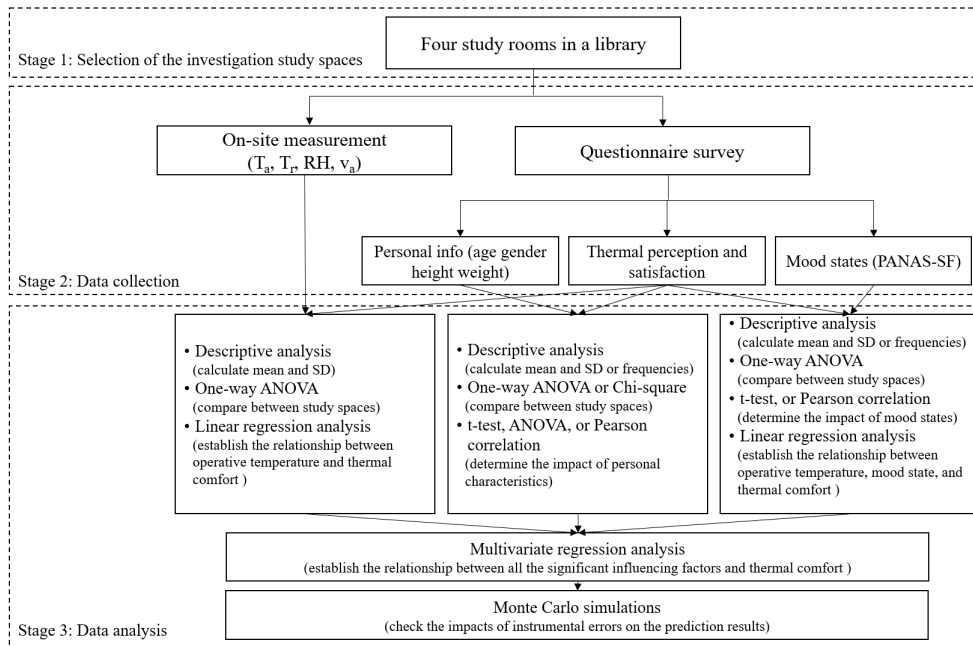 Four study rooms in a library
Stage 1: Selection of the investigation study spaces
On-site measurement
(Ta, Tr, RH, va)
Questionnaire survey
Personal info (age gender
height weight)
Thermal perception and
satisfaction
Mood states (PANAS-SF)
Stage 2: Data collection
• Descriptive analysis
(calculate mean and SD)
• One-way ANOVA
(compare between study spaces)
• Linear regression analysis
(establish the relationship between
operative temperature and thermal
comfort )
• Descriptive analysis
(calculate mean and SD or frequencies)
• One-way ANOVA or Chi-square
(compare between study spaces)
• t-test, ANOVA, or Pearson
correlation
(determine the impact of personal
characteristics)
• Descriptive analysis
(calculate mean and SD or frequencies)
• One-way ANOVA
(compare between study spaces)
• t-test, or Pearson correlation
(determine the impact of mood states)
• Linear regression analysis
(establish the relationship between
operative temperature, mood state, and
thermal comfort )
Multivariate regression analysis
(establish the relationship between all the significant influencing factors and thermal comfort )
Monte Carlo simulations
(check the impacts of instrumental errors on the prediction results)
Stage 3: Data analysis